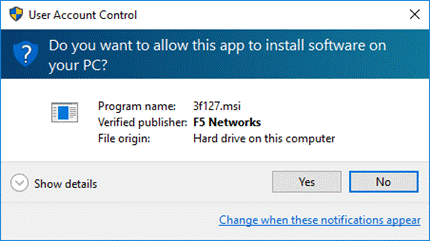 User Account Control
Do you want to allow this app to install software on
your PC?
Program name: 3f127.msi
Verified publisher: F5 Networks
File origin: Hard drive on this computer
Show details
Yes
No
Change when these notifications appear